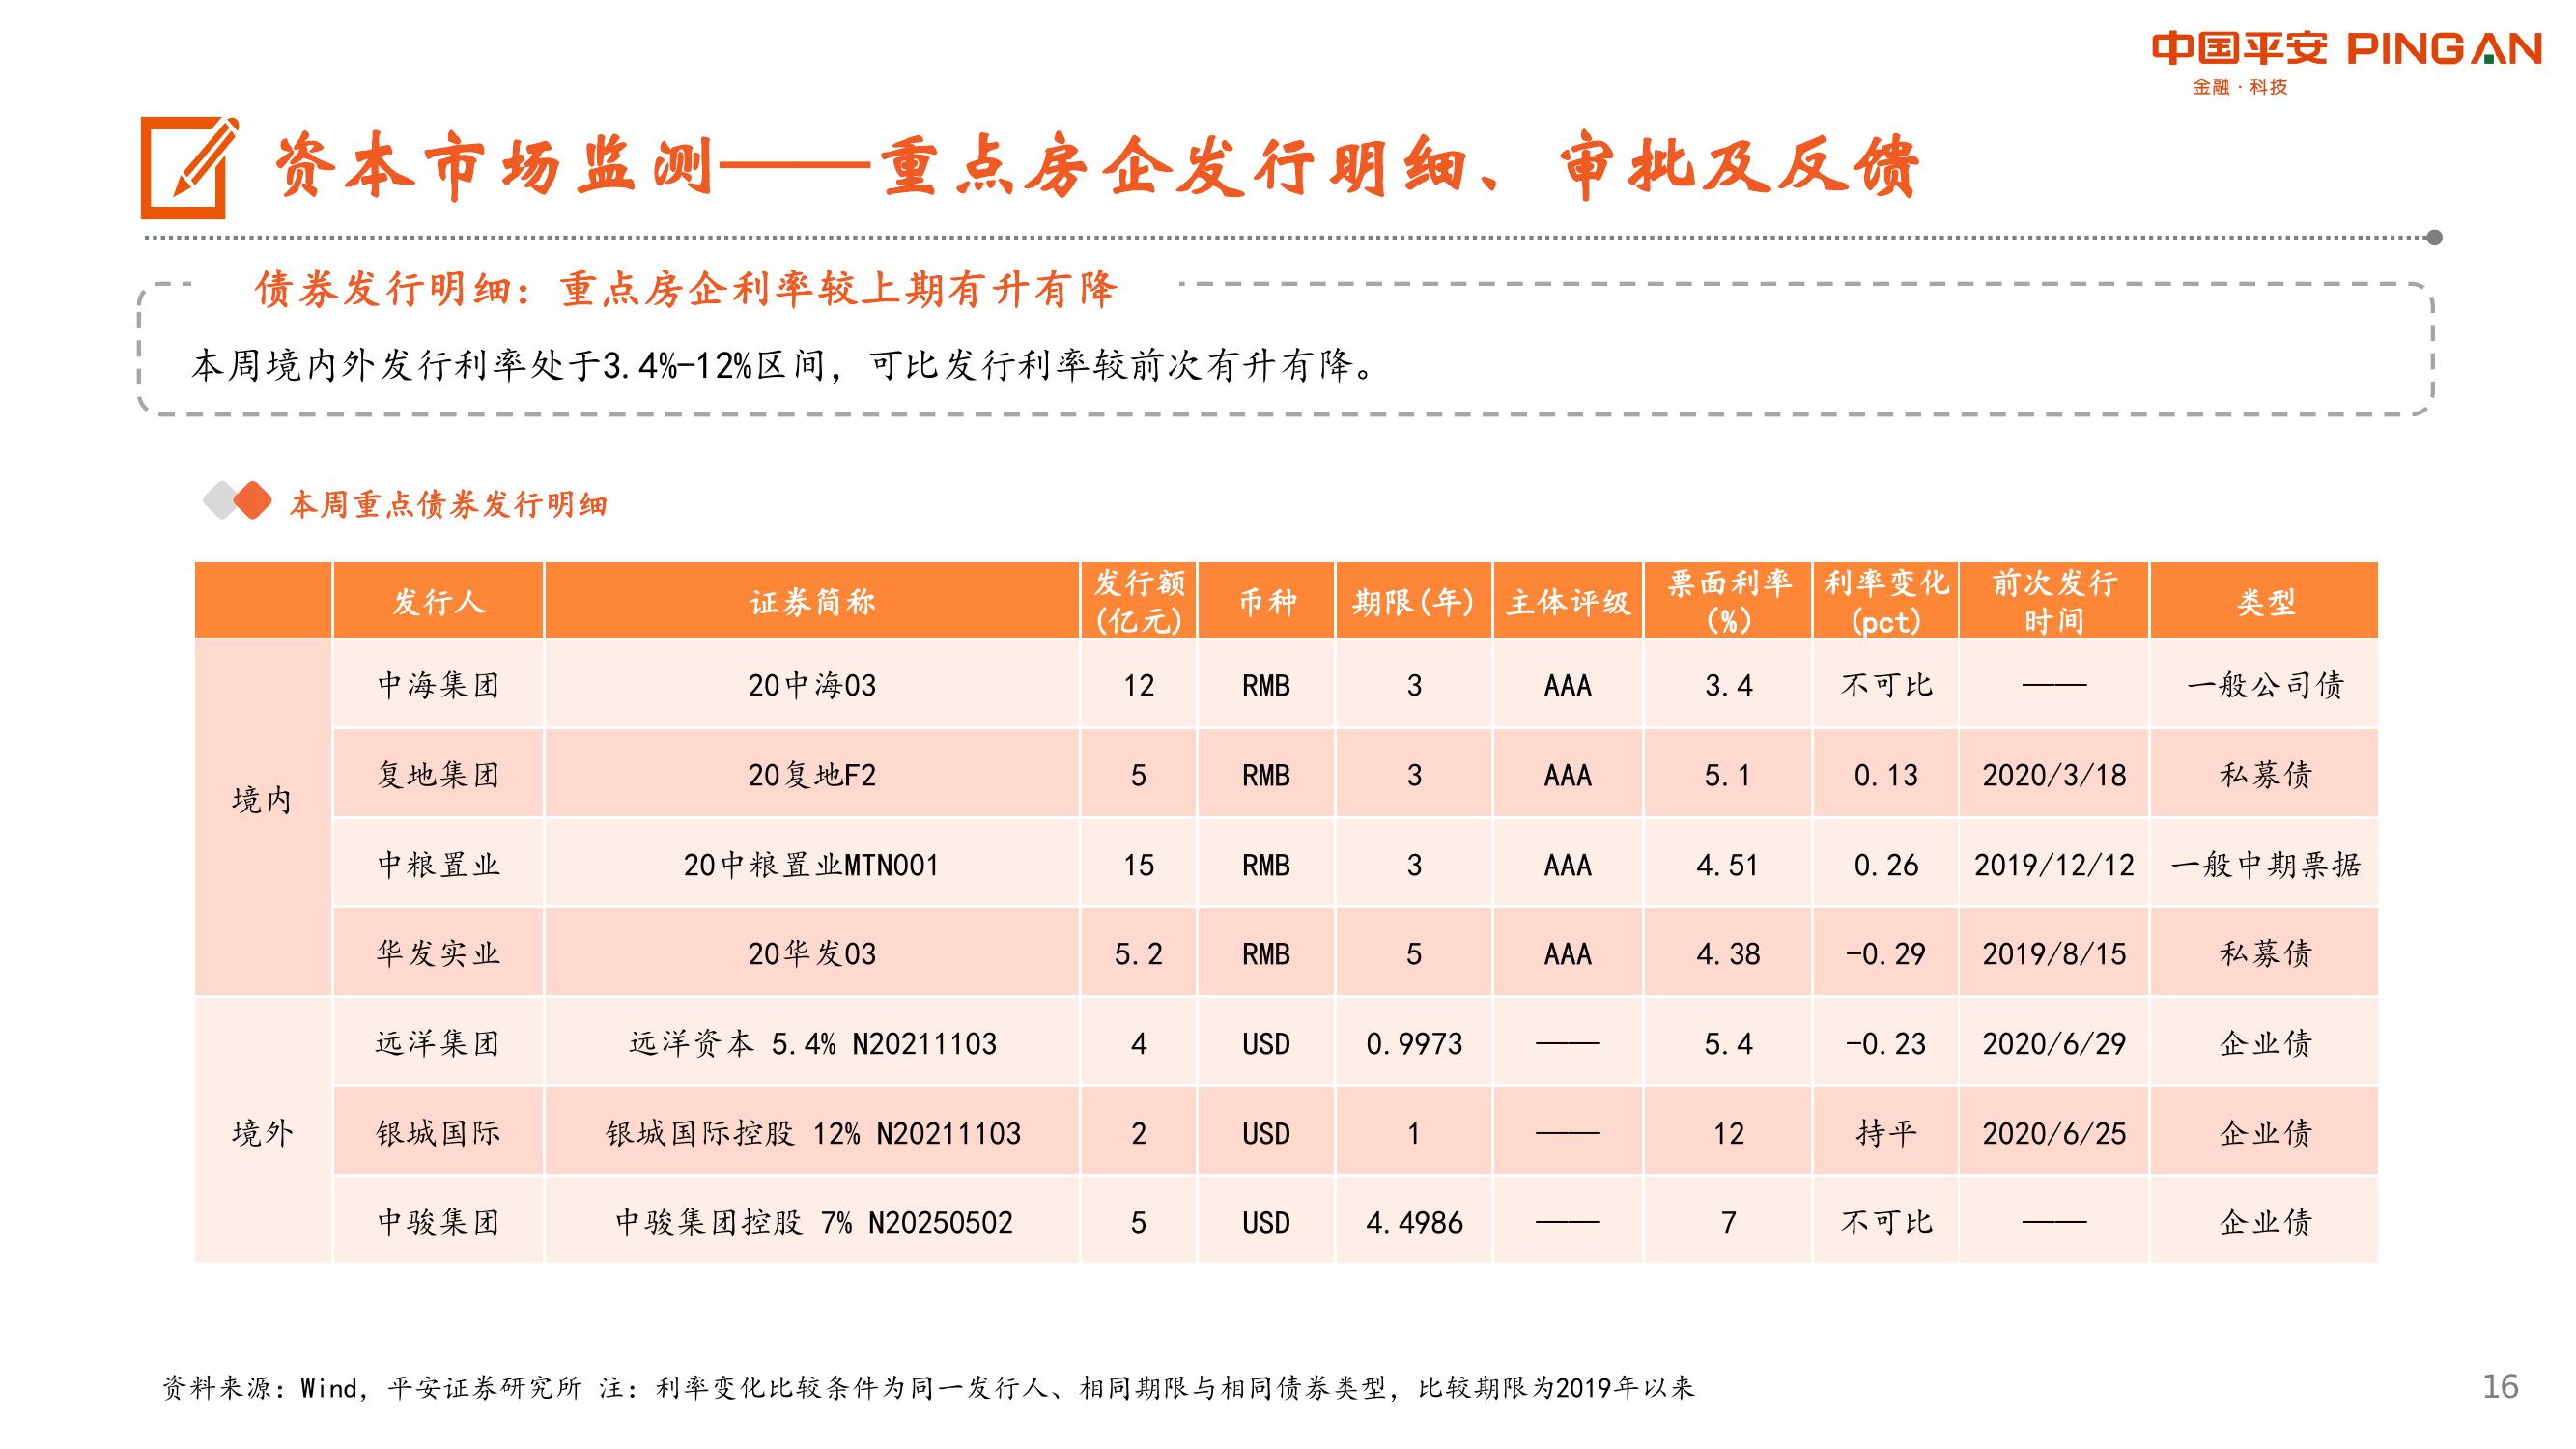 中国平安 PINGAN
金融·科技
资本市场监测——重点房企发行明细、审批及反馈
债券发行明细：重点房企利率较上期有升有降
本周境内外发行利率处于3.4%-12%区间，可比发行利率较前次有升有降。
本周重点债券发行明细
发行人 证券简称 发行额(亿元) 币种 期限(年) 主体评级 票面利率(%) 利率变化(pct) 前次发行时间 类型
境内
中海集团 20中海03 12 RMB 3 AAA 3.4 不可比 —— 一般公司债
复地集团 20复地F2 5 RMB 3 AAA 5.1 0.13 2020/3/18 私募债
中粮置业 20中粮置业MTN001 15 RMB 3 AAA 4.51 0.26 2019/12/12 一般中期票据
华发实业 20华发03 5.2 RMB 5 AAA 4.38 -0.29 2019/8/15 私募债
境外
远洋集团 远洋资本 5.4% N20211103 4 USD 0.9973 —— 5.4 -0.23 2020/6/29 企业债
银城国际 银城国际控股 12% N20211103 2 USD 1 —— 12 持平 2020/6/25 企业债
中骏集团 中骏集团控股 7% N20250502 5 USD 4.4986 —— 7 不可比 —— 企业债
资料来源：Wind，平安证券研究所 注：利率变化比较条件为同一发行人、相同期限与相同债券类型，比较期限为2019年以来
16